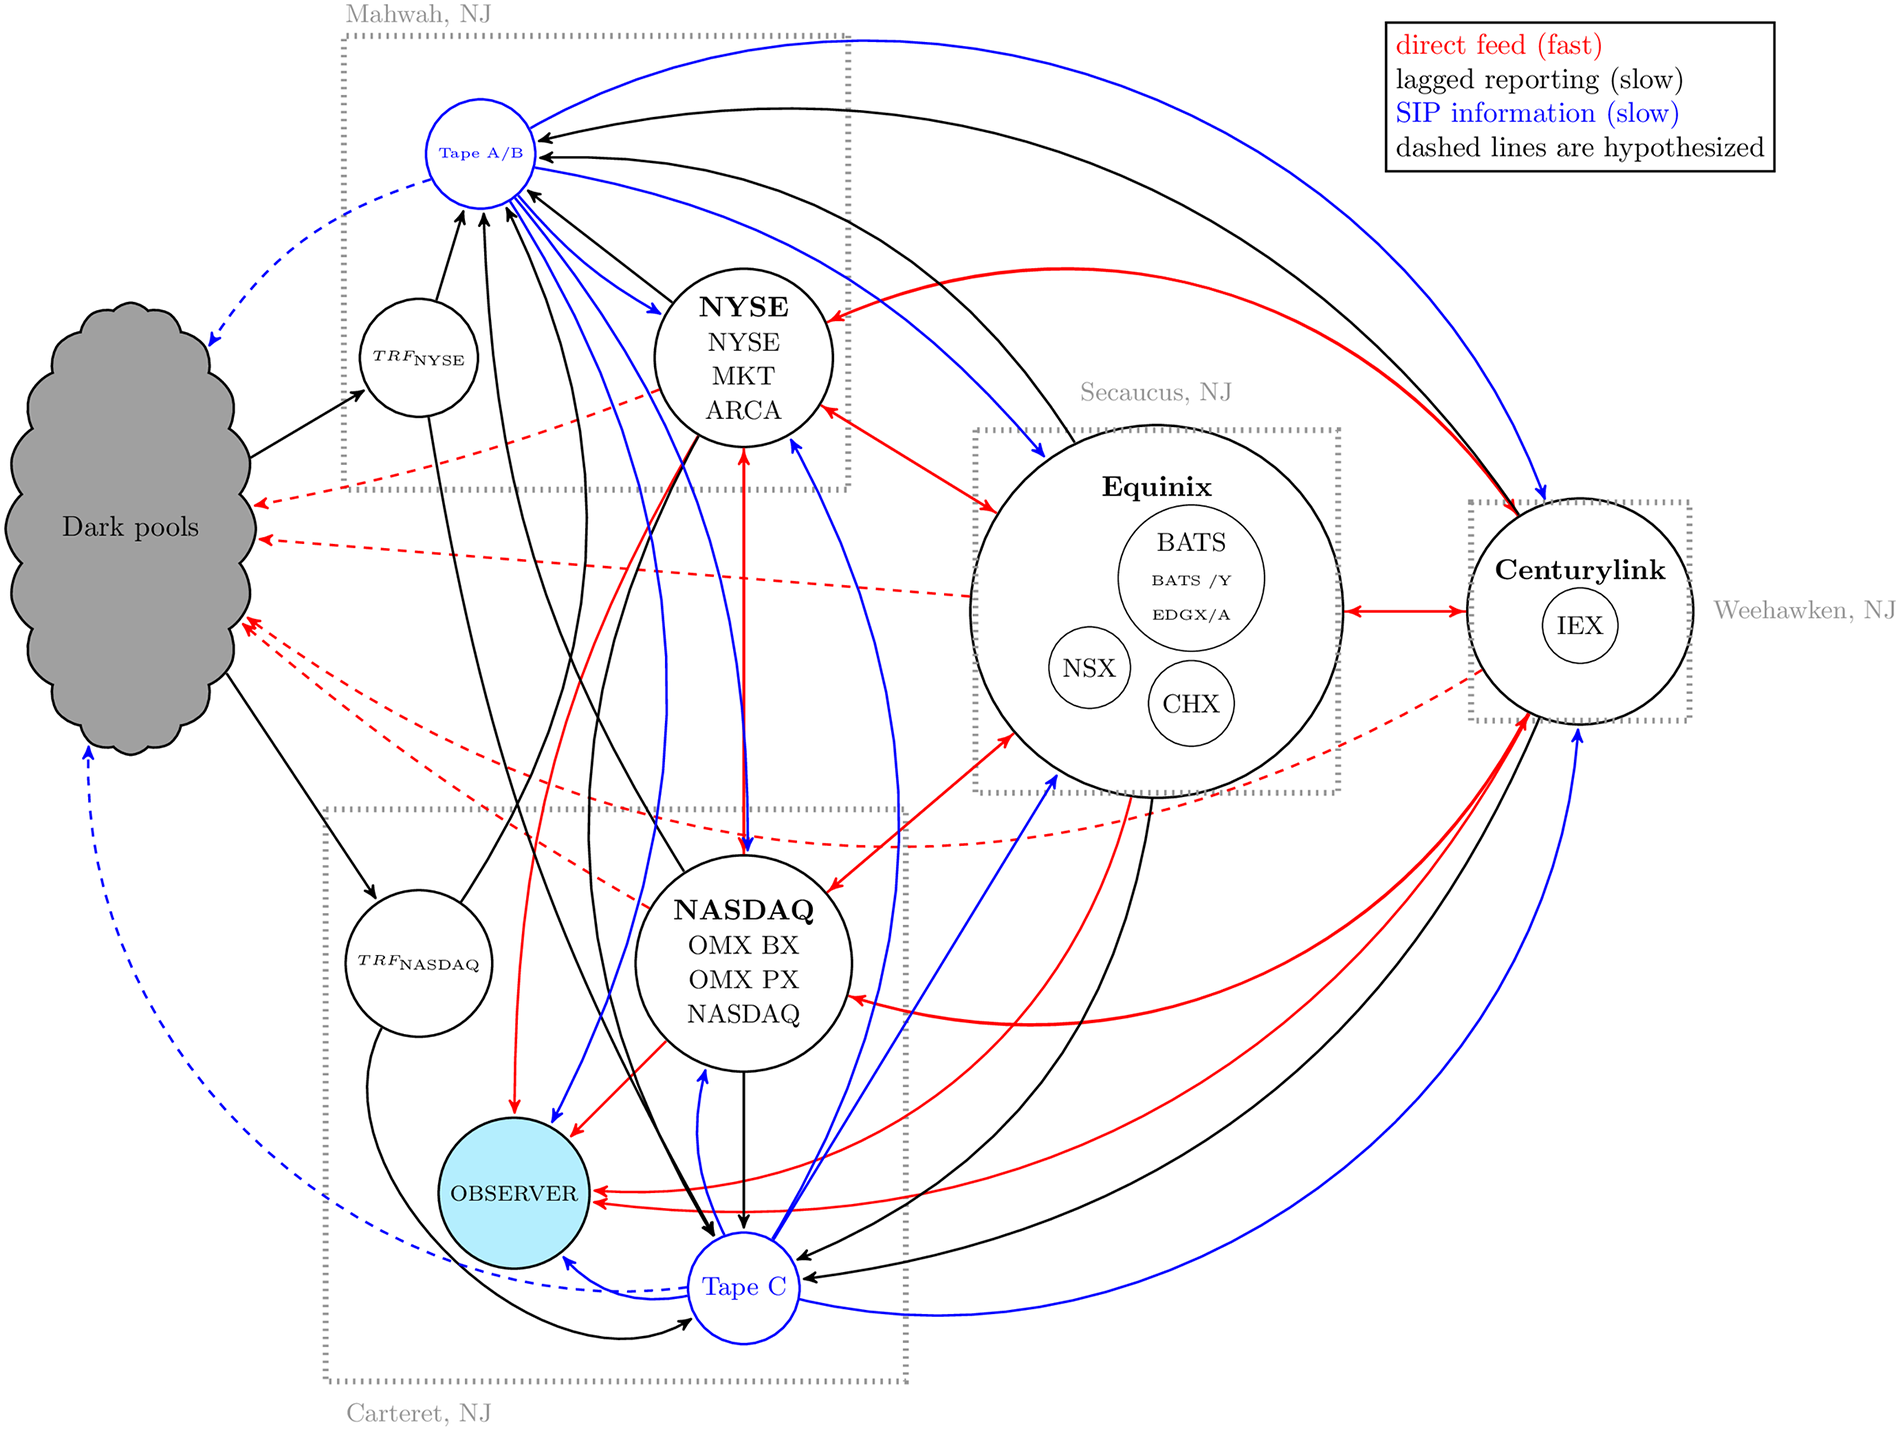 Mahwah, NJ
direct feed (fast)
lagged reporting (slow)
SIP information (slow)
dashed lines are hypothesized
Tape A/B
NYSE
NYSE
MKT
ARCA
TRF NYSE
Secaucus, NJ
Equinix
BATS
BATS /Y
EDGX/A
NSX
CHX
Centurylink
IEX
Weehawken, NJ
Dark pools
NASDAQ
OMX BX
OMX PX
NASDAQ
TRF NASDAQ
OBSERVER
Tape C
Carteret, NJ